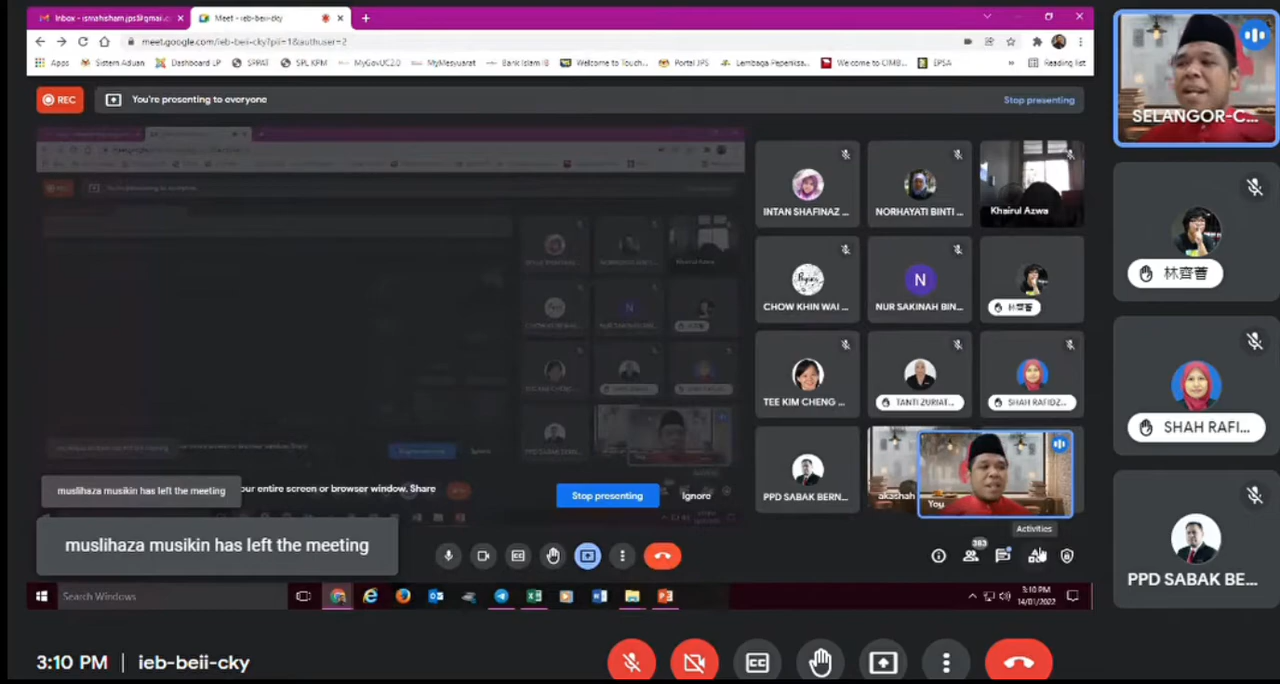 Inbox - ismahisham.jps@gmail.c
Meet - ieb-beii-cky
meet.google.com/ieb-beii-cky?pli=1&authuser=2
Apps
Sistem Aduan
Dashboard LP
SPPAT
SPL KPM
MyGovUC2.0
MyMesyuarat
Bank Islam IB
Welcome to Touch...
Portal JPS
Lembaga Peperiksa...
Welcome to CIMB...
EPSA
Reading list
REC
You're presenting to everyone
Stop presenting
SELANGOR-C...
INTAN SHAFINAZ ...
NORHAYATI BINTI ...
Khairul Azwa
CHOW KHIN WAI ...
N
NUR SAKINAH BIN...
林齊菁
TEE KIM CHENG ...
TANTI ZURIAT...
SHAH RAFIDZ...
PPD SABAK BERN...
akashah
You
林齊菁
SHAH RAFI...
PPD SABAK BE...
muslihaza musikin has left the meeting
our entire screen or browser window. Share
Stop presenting
Ignore
muslihaza musikin has left the meeting
Activities
383
Search Windows
3:10 PM
14/01/2022
3:10 PM | ieb-beii-cky